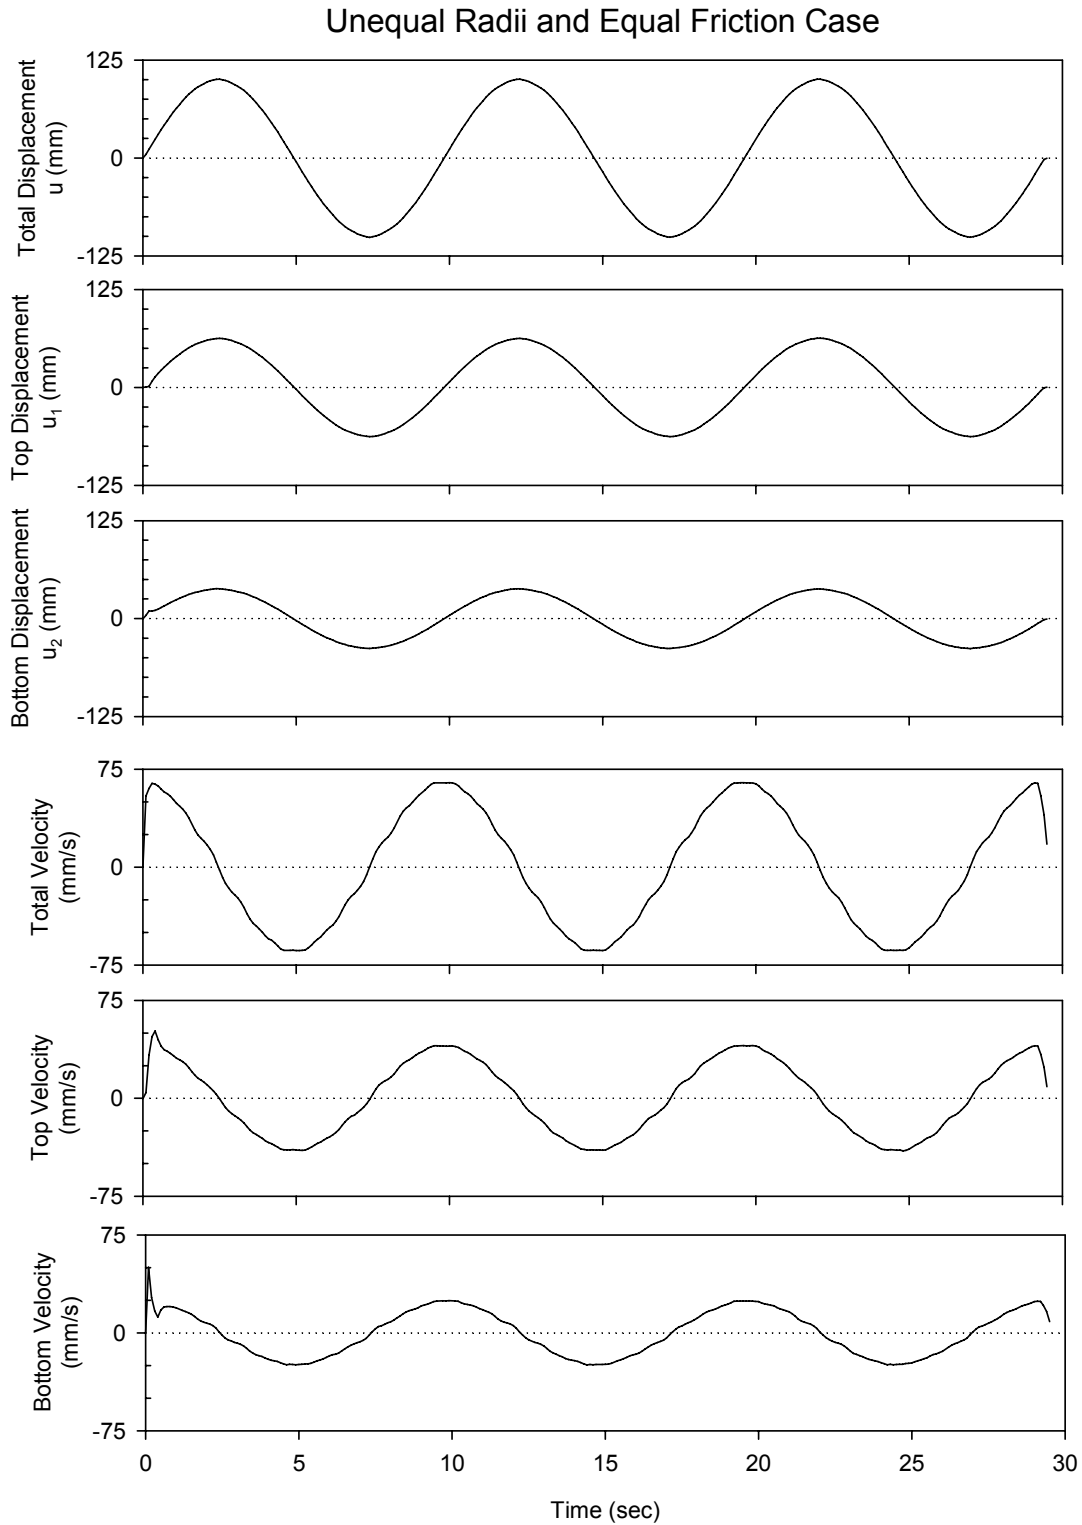 Unequal Radii and Equal Friction Case
Total Displacement
u (mm)
125
0
-125
Top Displacement
u1 (mm)
125
0
-125
Bottom Displacement
u2 (mm)
125
0
-125
Total Velocity
(mm/s)
75
0
-75
Top Velocity
(mm/s)
75
0
-75
Bottom Velocity
(mm/s)
75
0
-75
0 5 10 15 20 25 30
Time (sec)